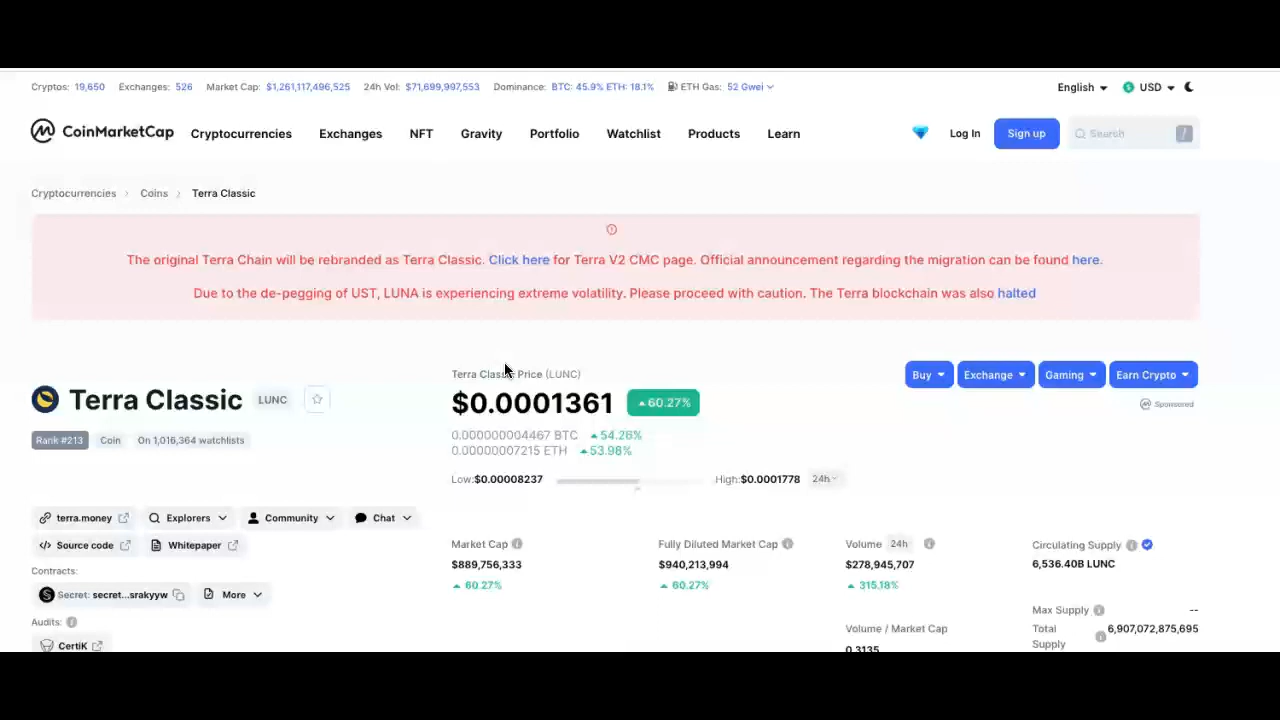 Cryptos: 19,650 Exchanges: 526 Market Cap: $1,261,117,496,525 24h Vol: $71,699,997,553 Dominance: BTC: 45.9% ETH: 18.1% ETH Gas: 52 Gwei English USD
CoinMarketCap Cryptocurrencies Exchanges NFT Gravity Portfolio Watchlist Products Learn Log In Sign up Search /
Cryptocurrencies > Coins / Terra Classic
The original Terra Chain will be rebranded as Terra Classic. Click here for Terra V2 CMC page. Official announcement regarding the migration can be found here.
Due to the de-pegging of UST, LUNA is experiencing extreme volatility. Please proceed with caution. The Terra blockchain was also halted
Terra Classic Price (LUNC)
Buy Exchange Gaming Earn Crypto
Terra Classic LUNC
$0.0001361 60.27%
Sponsored
Rank #213 Coin On 1,016,364 watchlists
0.000000004467 BTC 54.26%
0.00000007215 ETH 53.98%
Low:$0.00008237 High:$0.0001778 24h
terra.money Explorers Community Chat
Source code Whitepaper
Contracts:
Secret: secret...srakyyw More
Audits:
CertiK
Market Cap
$889,756,333
60.27%
Fully Diluted Market Cap
$940,213,994
60.27%
Volume 24h
$278,945,707
315.18%
Volume / Market Cap
0.3135
Circulating Supply
6,536.40B LUNC
Max Supply --
Total Supply 6,907,072,875,695